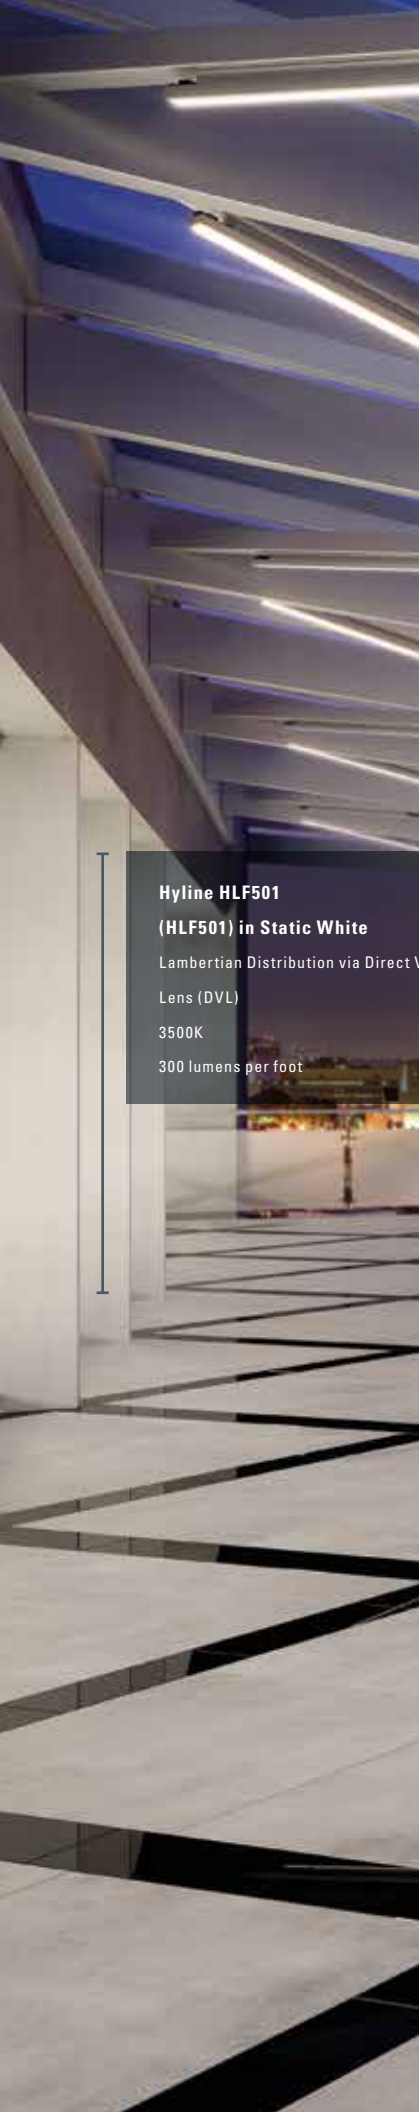 Hyline HLF501
(HLF501) in Static White
Lambertian Distribution via Direct
Lens (DVL)
3500K
300 lumens per foot